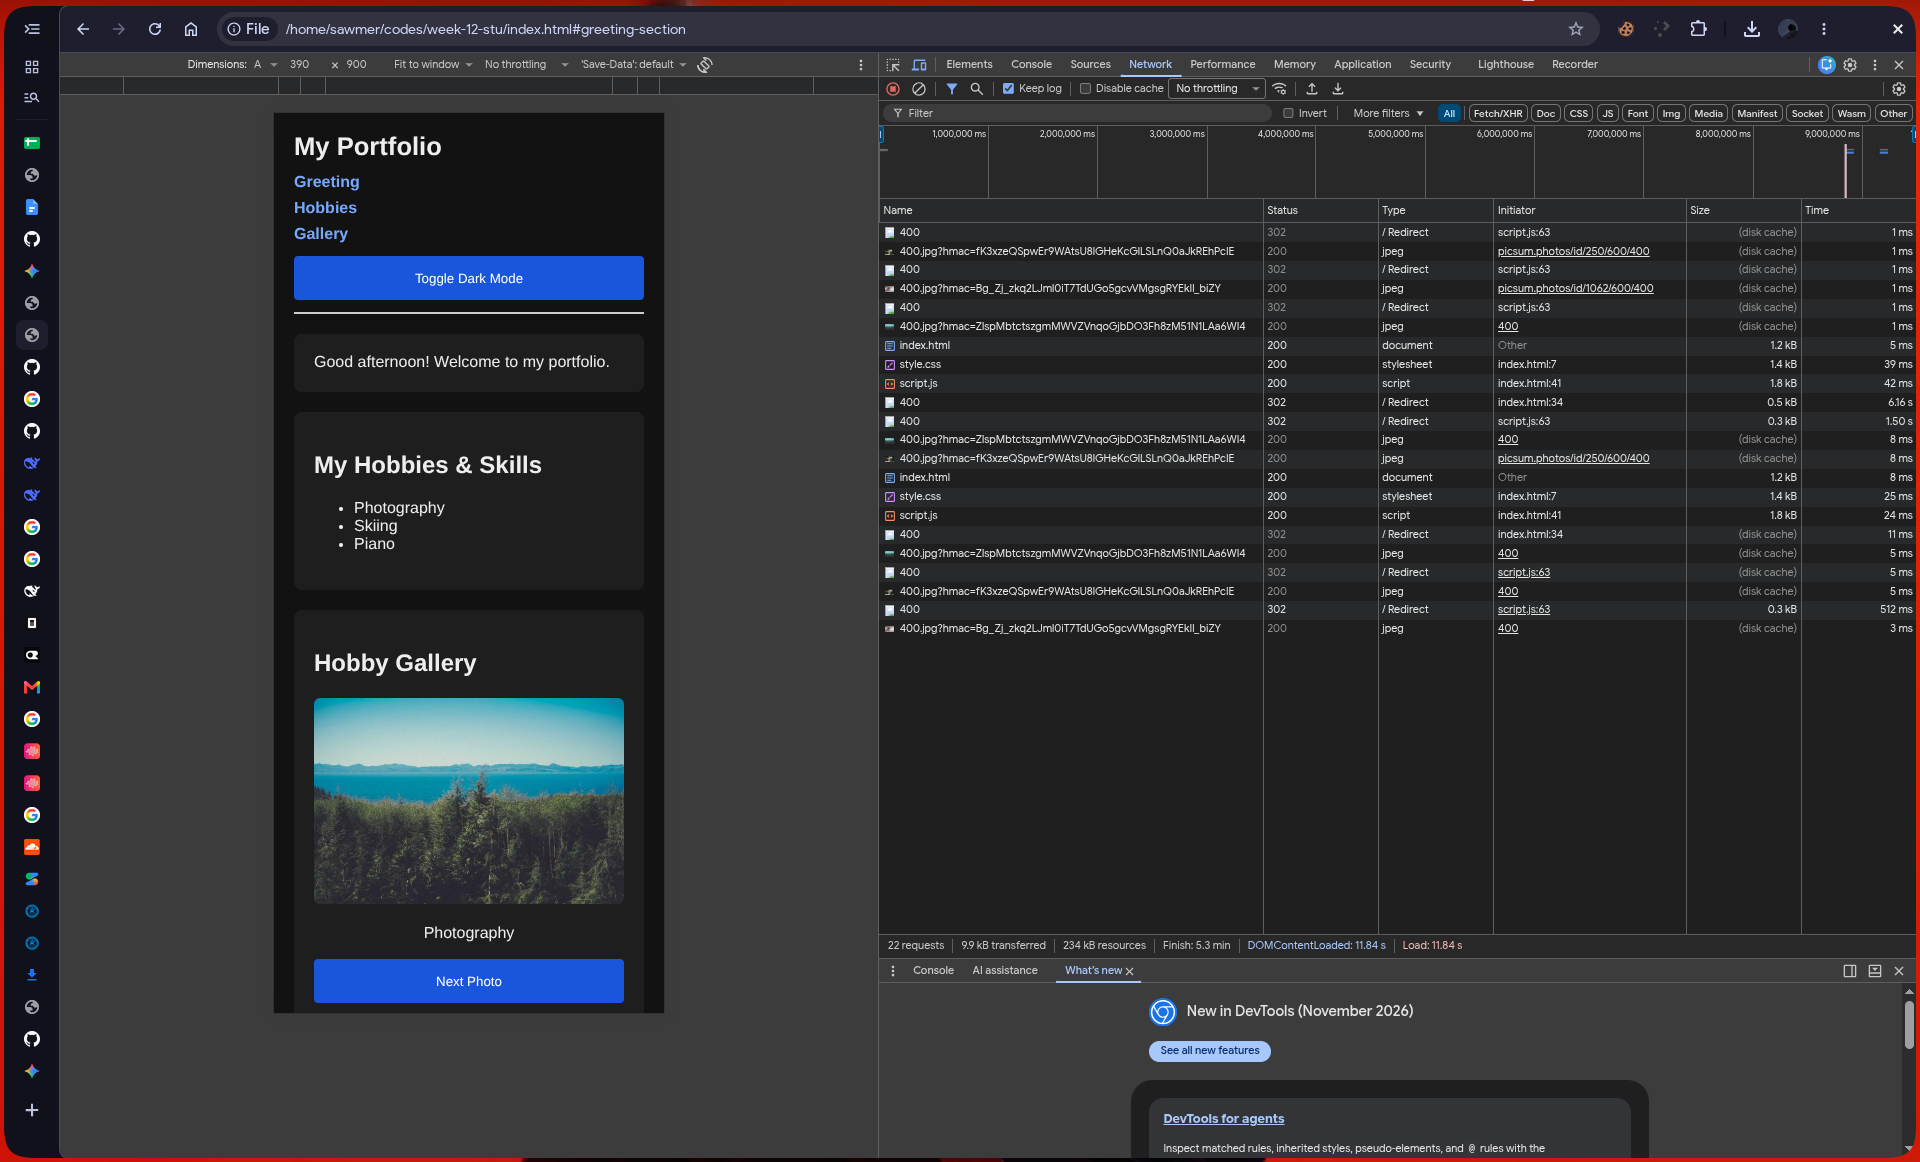 File /home/sawmer/codes/week-12-stu/index.html#greeting-section
Dimensions: A 390 × 900 Fit to window No throttling 'Save-Data': default
My Portfolio
Greeting
Hobbies
Gallery
Toggle Dark Mode
Good afternoon! Welcome to my portfolio.
My Hobbies & Skills
• Photography
• Skiing
• Piano
Hobby Gallery
Photography
Next Photo
Elements Console Sources Network Performance Memory Application Security Lighthouse Recorder
Keep log Disable cache No throttling
Filter Invert More filters All Fetch/XHR Doc CSS JS Font Img Media Manifest Socket Wasm Other
1,000,000 ms 2,000,000 ms 3,000,000 ms 4,000,000 ms 5,000,000 ms 6,000,000 ms 7,000,000 ms 8,000,000 ms 9,000,000 ms
Name Status Type Initiator Size Time
400 302 / Redirect script.js:63 (disk cache) 1 ms
400.jpg?hmac=fK3xzeQSpwEr9WAtsU8lGHeKcGlLSLnQ0aJkREhPclE 200 jpeg picsum.photos/id/250/600/400 (disk cache) 1 ms
400 302 / Redirect script.js:63 (disk cache) 1 ms
400.jpg?hmac=Bg_Zj_zkq2LJml0iT7TdUGo5gcvVMgsgRYEkIl_biZY 200 jpeg picsum.photos/id/1062/600/400 (disk cache) 1 ms
400 302 / Redirect script.js:63 (disk cache) 1 ms
400.jpg?hmac=ZlspMbtctszgmMWVZVnqoGjbDO3Fh8zM51N1LAa6WI4 200 jpeg 400 (disk cache) 1 ms
index.html 200 document Other 1.2 kB 5 ms
style.css 200 stylesheet index.html:7 1.4 kB 39 ms
script.js 200 script index.html:41 1.8 kB 42 ms
400 302 / Redirect index.html:34 0.5 kB 6.16 s
400 302 / Redirect script.js:63 0.3 kB 1.50 s
400.jpg?hmac=ZlspMbtctszgmMWVZVnqoGjbDO3Fh8zM51N1LAa6WI4 200 jpeg 400 (disk cache) 8 ms
400.jpg?hmac=fK3xzeQSpwEr9WAtsU8lGHeKcGlLSLnQ0aJkREhPclE 200 jpeg picsum.photos/id/250/600/400 (disk cache) 8 ms
index.html 200 document Other 1.2 kB 8 ms
style.css 200 stylesheet index.html:7 1.4 kB 25 ms
script.js 200 script index.html:41 1.8 kB 24 ms
400 302 / Redirect index.html:34 (disk cache) 11 ms
400.jpg?hmac=ZlspMbtctszgmMWVZVnqoGjbDO3Fh8zM51N1LAa6WI4 200 jpeg 400 (disk cache) 5 ms
400 302 / Redirect script.js:63 (disk cache) 5 ms
400.jpg?hmac=fK3xzeQSpwEr9WAtsU8lGHeKcGlLSLnQ0aJkREhPclE 200 jpeg 400 (disk cache) 5 ms
400 302 / Redirect script.js:63 0.3 kB 512 ms
400.jpg?hmac=Bg_Zj_zkq2LJml0iT7TdUGo5gcvVMgsgRYEkIl_biZY 200 jpeg 400 (disk cache) 3 ms
22 requests 9.9 kB transferred 234 kB resources Finish: 5.3 min DOMContentLoaded: 11.84 s Load: 11.84 s
Console AI assistance What's new
New in DevTools (November 2026)
See all new features
DevTools for agents
Inspect matched rules, inherited styles, pseudo-elements, and @ rules with the